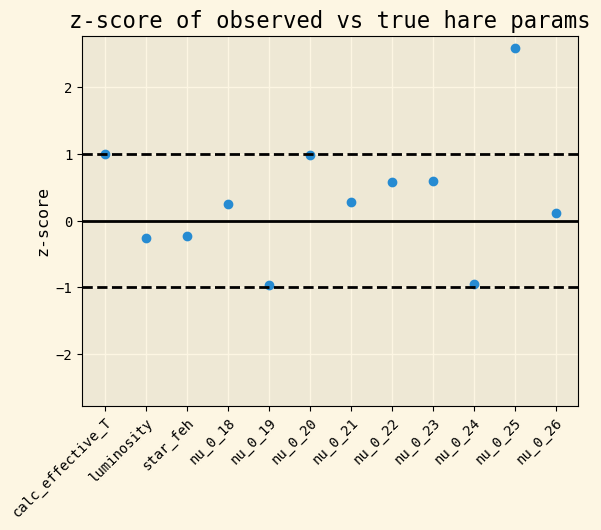 z-score of observed vs true hare params
z-score
2
1
0
−1
−2
calc_effective_T
luminosity
star_feh
nu_0_18
nu_0_19
nu_0_20
nu_0_21
nu_0_22
nu_0_23
nu_0_24
nu_0_25
nu_0_26